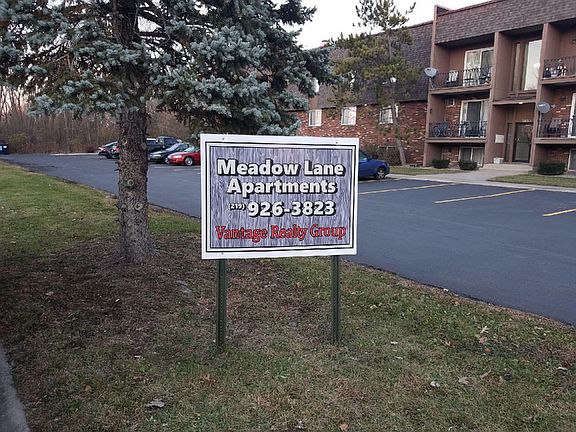 Meadow Lane
Apartments
(219) 926-3823
Vantage Realty Group